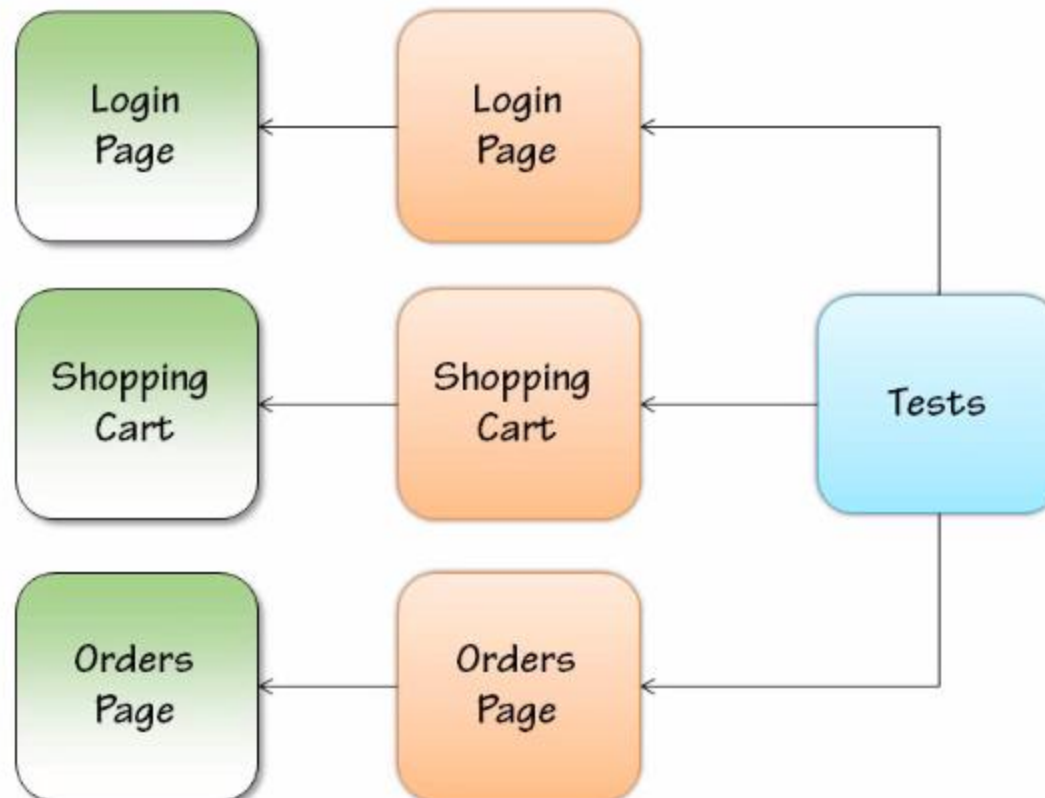 Login
Page
Login
Page
Shopping
Cart
Shopping
Cart
Tests
Orders
Page
Orders
Page